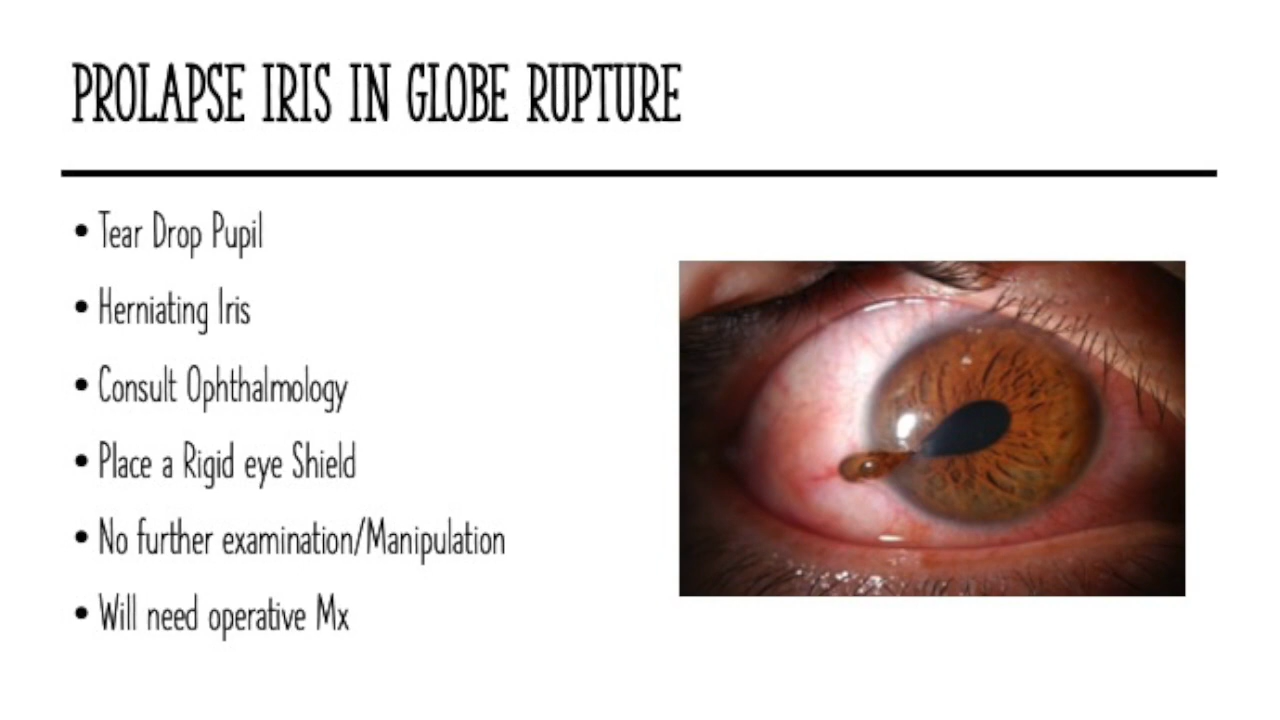 PROLAPSE IRIS IN GLOBE RUPTURE
• Tear Drop Pupil
• Herniating Iris
• Consult Ophthalmology
• Place a Rigid eye Shield
• No further examination/Manipulation
• Will need operative Mx